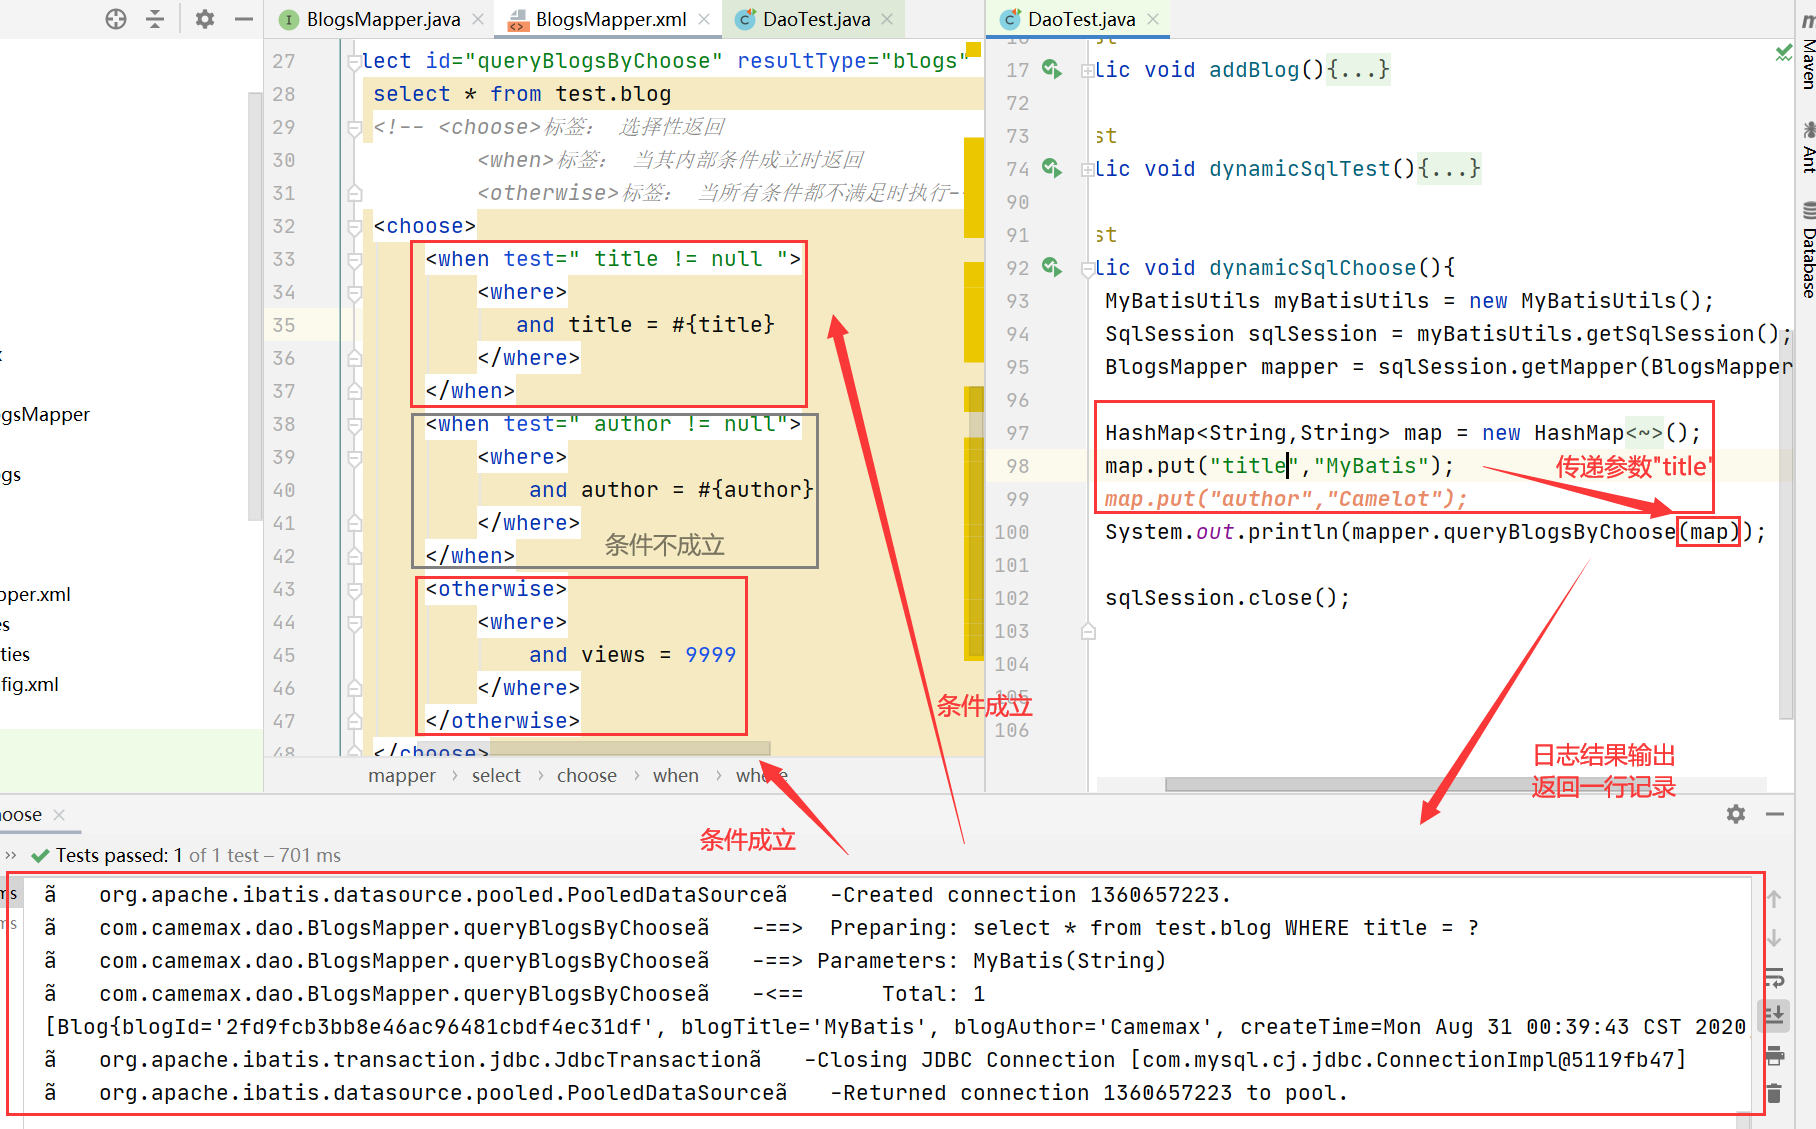 BlogsMapper.java
BlogsMapper.xml
DaoTest.java
DaoTest.java
Maven
Ant
Database
gsMapper
gs
pper.xml
es
ties
fig.xml
27 lect id="queryBlogsByChoose" resultType="blogs"
28 select * from test.blog
29 <!-- <choose>标签： 选择性返回
30 <when>标签： 当其内部条件成立时返回
31 <otherwise>标签： 当所有条件都不满足时执行-
32 <choose>
33 <when test=" title != null ">
34 <where>
35 and title = #{title}
36 </where>
37 </when>
38 <when test=" author != null">
39 <where>
40 and author = #{author}
41 </where>
42 </when>
条件不成立
43 <otherwise>
44 <where>
45 and views = 9999
46 </where>
47 </otherwise>
48 </choose>
mapper › select › choose › when › where
条件成立
条件成立
16 st
17 lic void addBlog(){...}
72
73 st
74 lic void dynamicSqlTest(){...}
90
91 st
92 lic void dynamicSqlChoose(){
93 MyBatisUtils myBatisUtils = new MyBatisUtils();
94 SqlSession sqlSession = myBatisUtils.getSqlSession();
95 BlogsMapper mapper = sqlSession.getMapper(BlogsMapper
96
97 HashMap<String,String> map = new HashMap<~>();
98 map.put("title","MyBatis");
传递参数"title"
99 map.put("author","Camelot");
100 System.out.println(mapper.queryBlogsByChoose(map));
101
102 sqlSession.close();
103
104
105
106
日志结果输出
返回一行记录
hoose
» Tests passed: 1 of 1 test – 701 ms
ms
ms
ã org.apache.ibatis.datasource.pooled.PooledDataSourceã -Created connection 1360657223.
ã com.camemax.dao.BlogsMapper.queryBlogsByChooseã -==> Preparing: select * from test.blog WHERE title = ?
ã com.camemax.dao.BlogsMapper.queryBlogsByChooseã -==> Parameters: MyBatis(String)
ã com.camemax.dao.BlogsMapper.queryBlogsByChooseã -<== Total: 1
[Blog{blogId='2fd9fcb3bb8e46ac96481cbdf4ec31df', blogTitle='MyBatis', blogAuthor='Camemax', createTime=Mon Aug 31 00:39:43 CST 2020
ã org.apache.ibatis.transaction.jdbc.JdbcTransactionã -Closing JDBC Connection [com.mysql.cj.jdbc.ConnectionImpl@5119fb47]
ã org.apache.ibatis.datasource.pooled.PooledDataSourceã -Returned connection 1360657223 to pool.